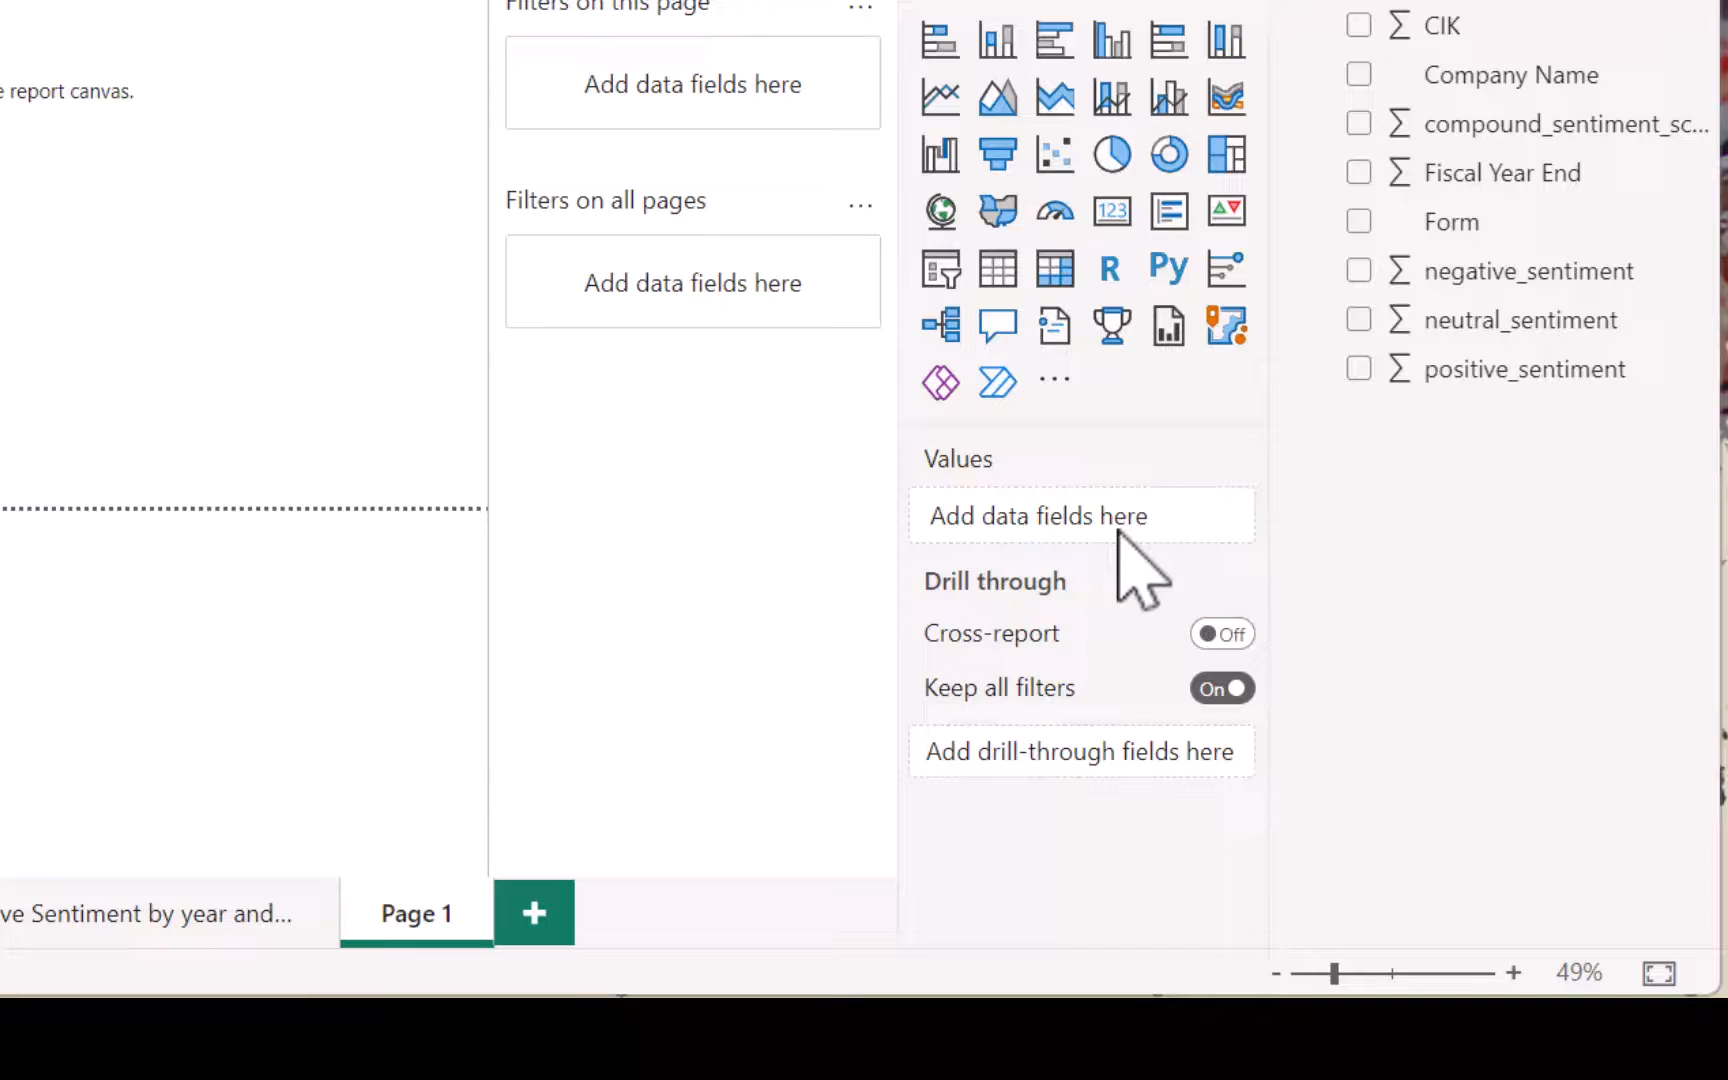 Filters on this page
...
e report canvas.
Add data fields here
Filters on all pages
...
Add data fields here
123
R
Py
...
Values
Add data fields here
Drill through
Cross-report
Off
Keep all filters
On
Add drill-through fields here
∑ CIK
Company Name
∑ compound_sentiment_sc...
∑ Fiscal Year End
Form
∑ negative_sentiment
∑ neutral_sentiment
∑ positive_sentiment
ve Sentiment by year and...
Page 1
+
- + 49%